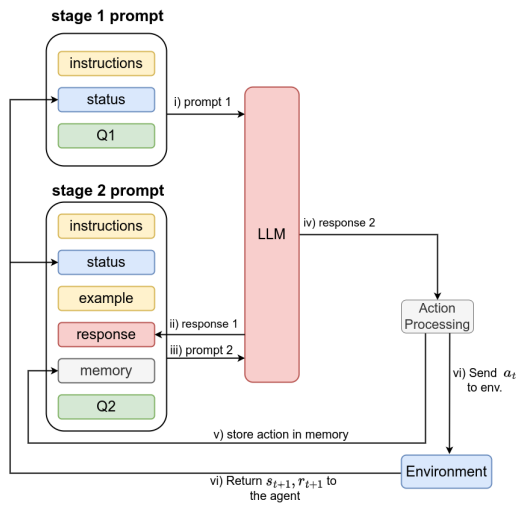 stage 1 prompt
instructions
status
Q1
i) prompt 1
stage 2 prompt
instructions
status
example
response
memory
Q2
LLM
ii) response 1
iii) prompt 2
iv) response 2
Action
Processing
v) store action in memory
vi) Send a_t
to env.
Environment
vi) Return s_{t+1}, r_{t+1} to
the agent